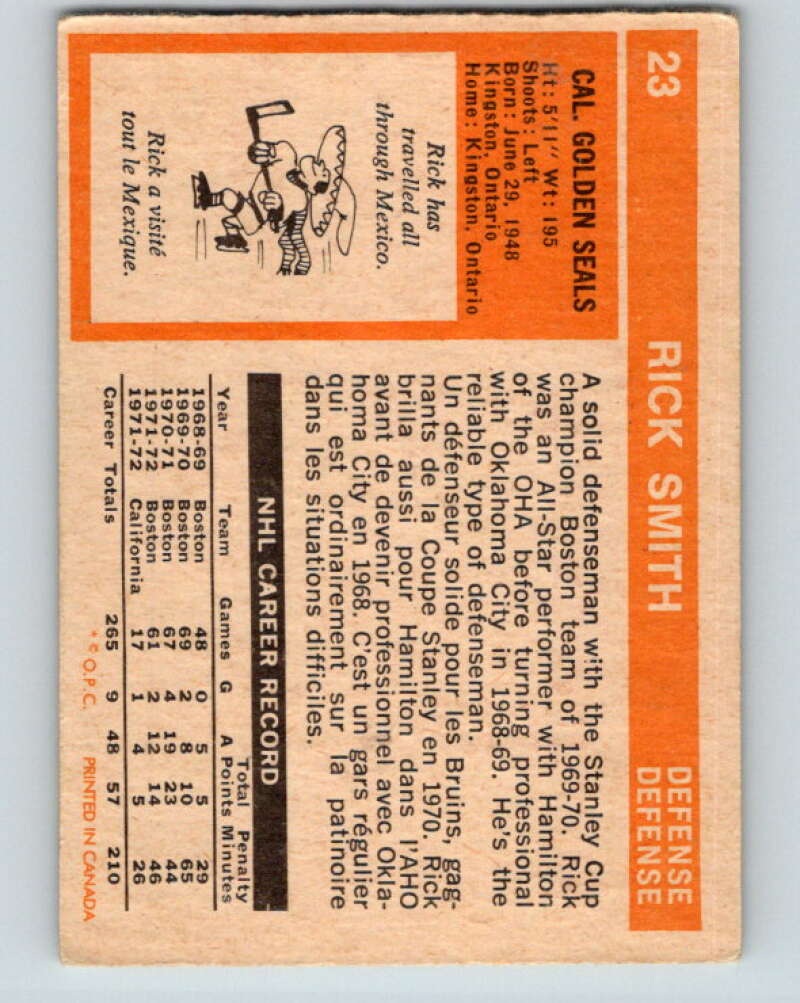 23 RICK SMITH DEFENSE
DEFENSE
CAL. GOLDEN SEALS
Ht: 5'11" Wt: 195
Shoots: Left
Born: June 29, 1948
Kingston, Ontario
Home: Kingston, Ontario
Rick has
travelled all
through Mexico.
Rick a visité
tout le Mexique.
A solid defenseman with the Stanley Cup
champion Boston team of 1969-70. Rick
was an All-Star performer with Hamilton
of the OHA before turning professional
with Oklahoma City in 1968-69. He's the
reliable type of defenseman.
Un défenseur solide pour les Bruins, gag-
nants de la Coupe Stanley en 1970. Rick
brilla aussi pour Hamilton dans l'AHO
avant de devenir professionnel avec Okla-
homa City en 1968. C'est un gars régulier
qui est ordinairement sur la patinoire
dans les situations difficiles.
NHL CAREER RECORD
Total Penalty
Year Team Games G A Points Minutes
1968-69 Boston 48 0 5 5 29
1969-70 Boston 69 2 8 10 65
1970-71 Boston 67 4 19 23 44
1971-72 Boston 61 2 12 14 46
1971-72 California 17 1 4 5 26
Career Totals 265 9 48 57 210
* © O.P.C. PRINTED IN CANADA